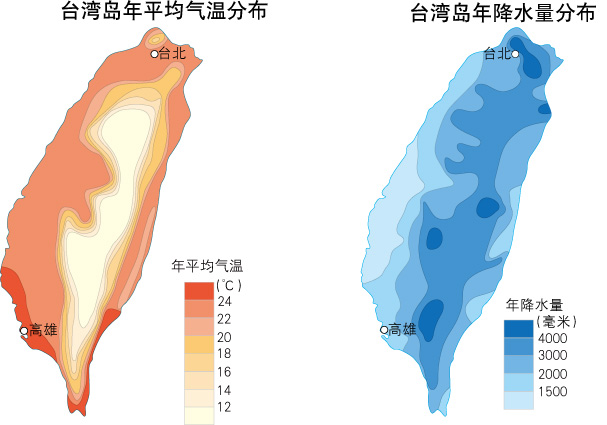 台湾岛年平均气温分布
台北
高雄
年平均气温
(℃)
24
22
20
18
16
14
12
台湾岛年降水量分布
台北
高雄
年降水量
(毫米)
4000
3000
2000
1500